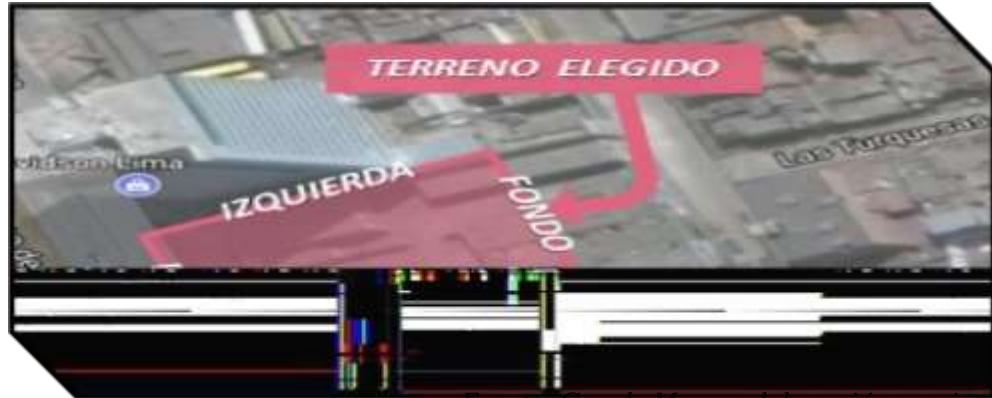 TERRENO ELEGIDO
Las Turquesas
vidson Lima
IZQUIERDA
FONDO